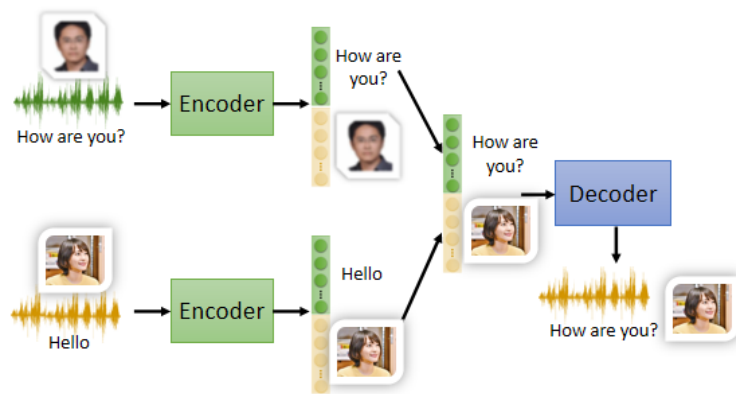 How are you?
Encoder
How are
you?
How are
you?
Decoder
Hello
Encoder
Hello
How are you?